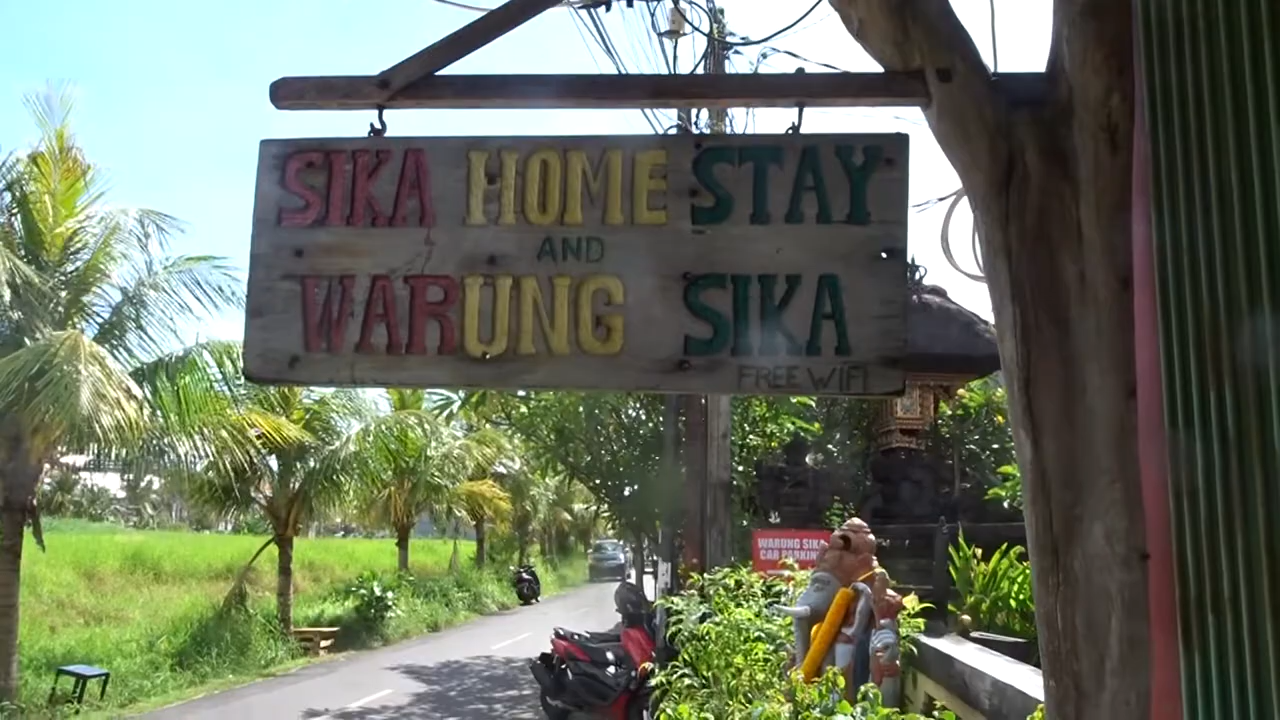 SIKA HOME STAY
AND
WARUNG SIKA
FREE WIFI
WARUNG SIKA
CAR PARKING